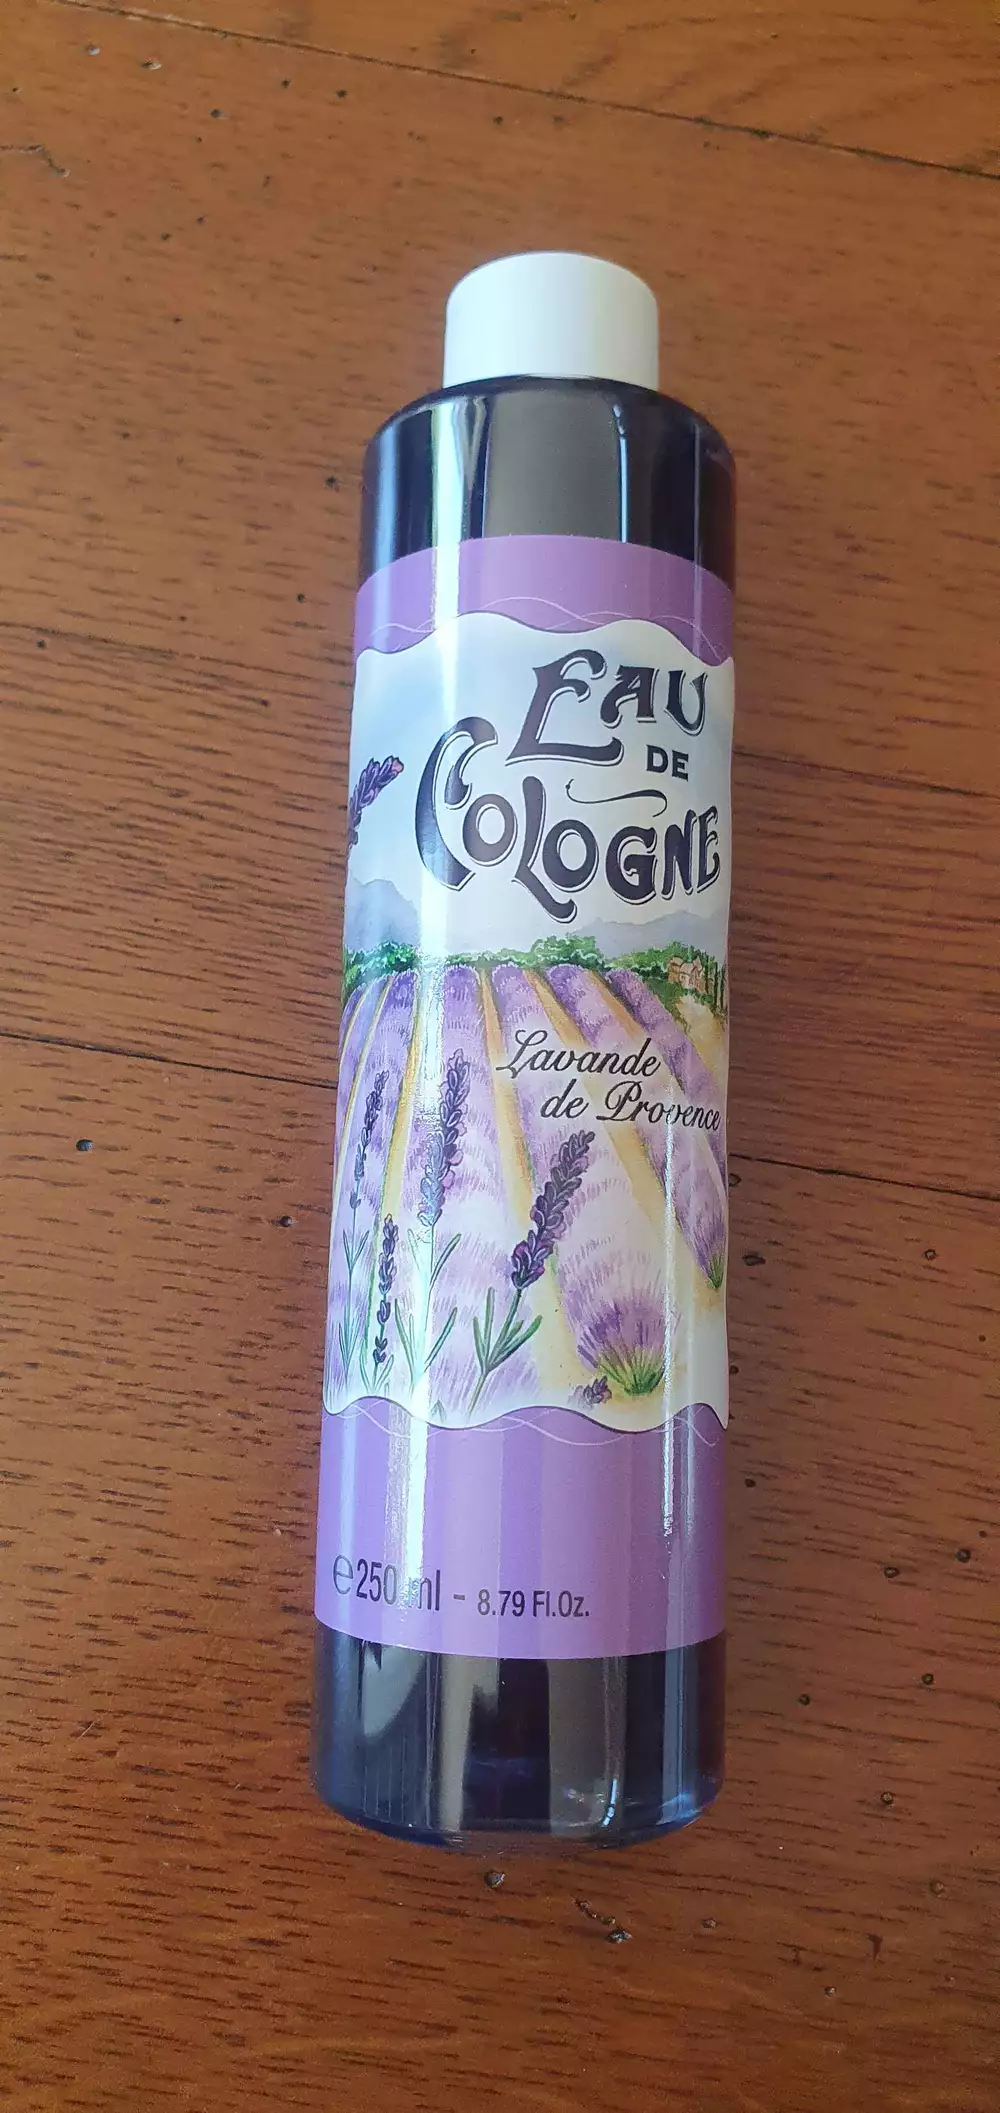 EAU
DE
COLOGNE
Lavande
de Provence
e 250 ml - 8.79 Fl.Oz.